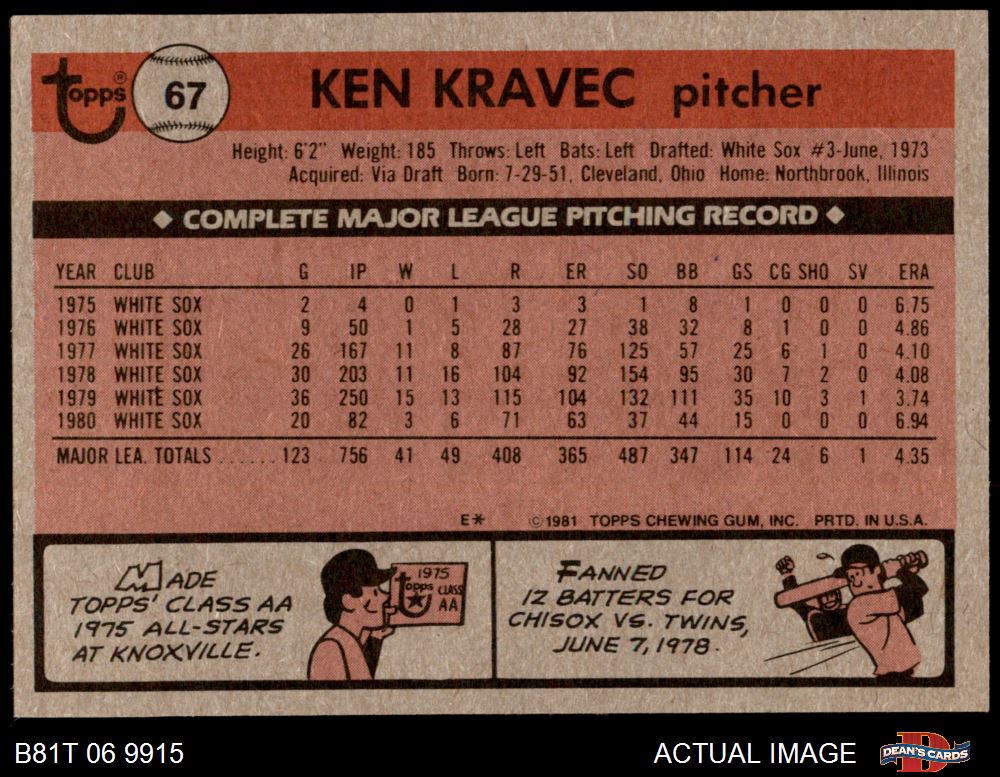 topps®
67
KEN KRAVEC pitcher
Height: 6'2" Weight: 185 Throws: Left Bats: Left Drafted: White Sox #3-June, 1973
Acquired: Via Draft Born: 7-29-51, Cleveland, Ohio Home: Northbrook, Illinois
◆ COMPLETE MAJOR LEAGUE PITCHING RECORD ◆
YEAR CLUB G IP W L R ER SO BB GS CG SHO SV ERA
1975 WHITE SOX 2 4 0 1 3 3 1 8 1 0 0 0 6.75
1976 WHITE SOX 9 50 1 5 28 27 38 32 8 1 0 0 4.86
1977 WHITE SOX 26 167 11 8 87 76 125 57 25 6 1 0 4.10
1978 WHITE SOX 30 203 11 16 104 92 154 95 30 7 2 0 4.08
1979 WHITE SOX 36 250 15 13 115 104 132 111 35 10 3 1 3.74
1980 WHITE SOX 20 82 3 6 71 63 37 44 15 0 0 0 6.94
MAJOR LEA. TOTALS ...... 123 756 41 49 408 365 487 347 114 24 6 1 4.35
E* ©1981 TOPPS CHEWING GUM, INC. PRTD. IN U.S.A.
MADE
TOPPS' CLASS AA
1975 ALL-STARS
AT KNOXVILLE.
1975
topps CLASS
AA
FANNED
12 BATTERS FOR
CHISOX VS. TWINS,
JUNE 7, 1978.
B81T 06 9915
ACTUAL IMAGE
DEAN'S CARDS